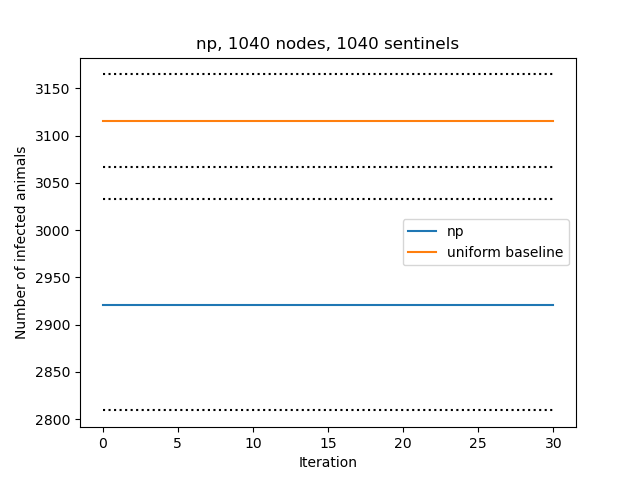 np, 1040 nodes, 1040 sentinels
Number of infected animals
3150
3100
3050
3000
2950
2900
2850
2800
np
uniform baseline
0 5 10 15 20 25 30
Iteration